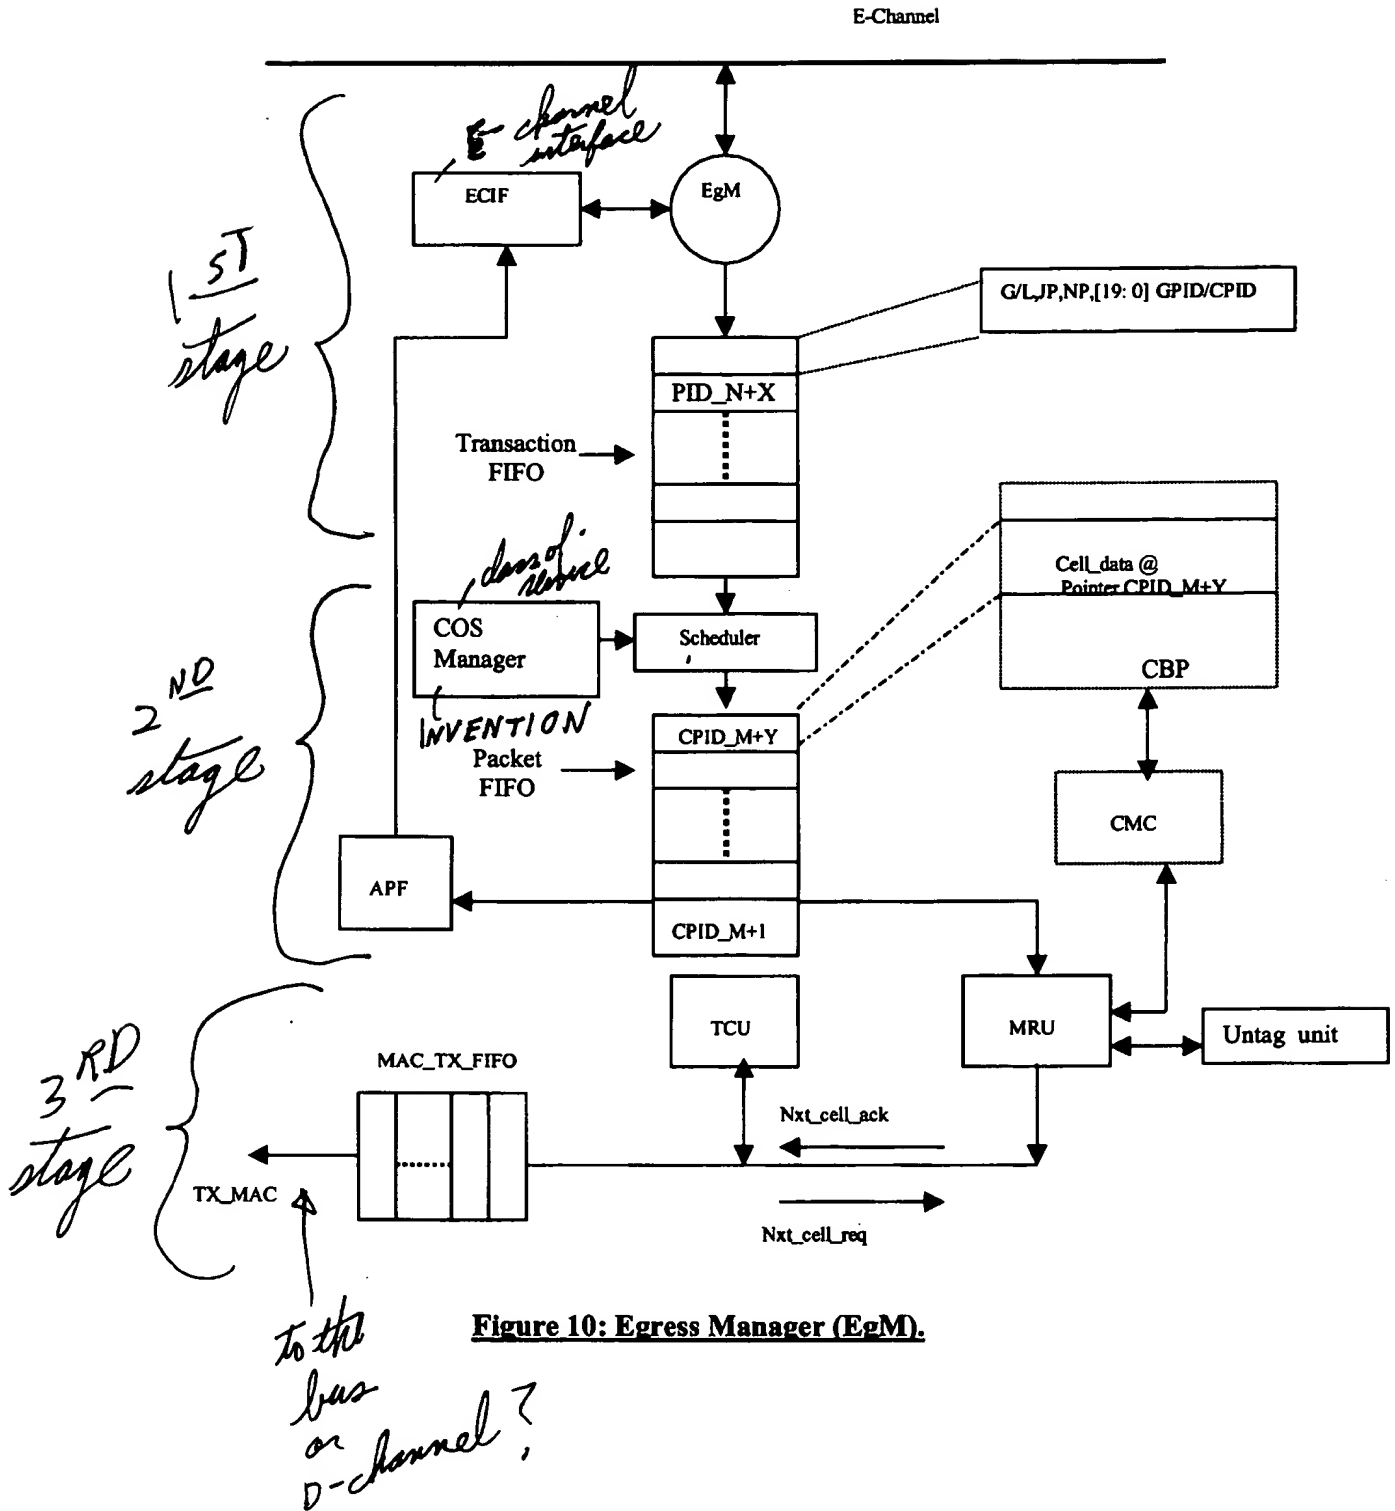 E-Channel
E- channel
interface
ECIF
EgM
1ST
stage
G/L,JP,NP,[19: 0] GPID/CPID
PID_N+X
Transaction
FIFO
class of
service
Cell_data @
Pointer CPID_M+Y
COS
Manager
Scheduler
CBP
2ND
stage
INVENTION
CPID_M+Y
Packet
FIFO
CMC
APF
CPID_M+1
TCU
MRU
Untag unit
3RD
stage
MAC_TX_FIFO
Nxt_cell_ack
TX_MAC
Nxt_cell_req
to the
bus
or
D-channel?
Figure 10: Egress Manager (EgM).